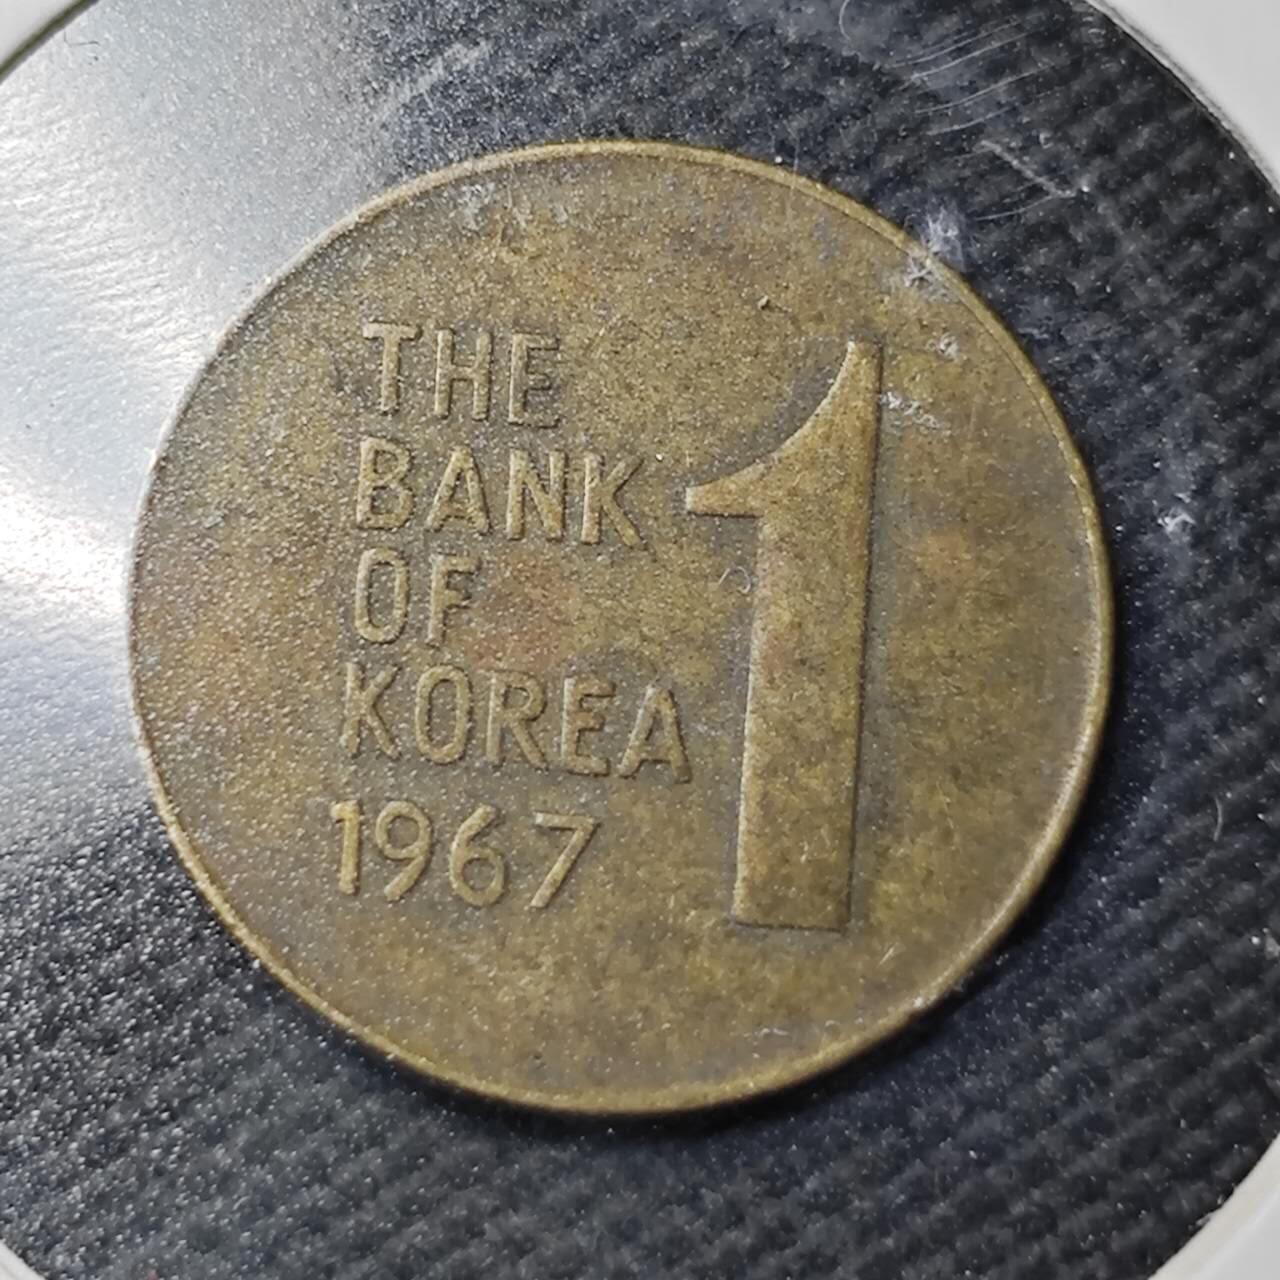 THE
BANK
OF
KOREA
1967
1